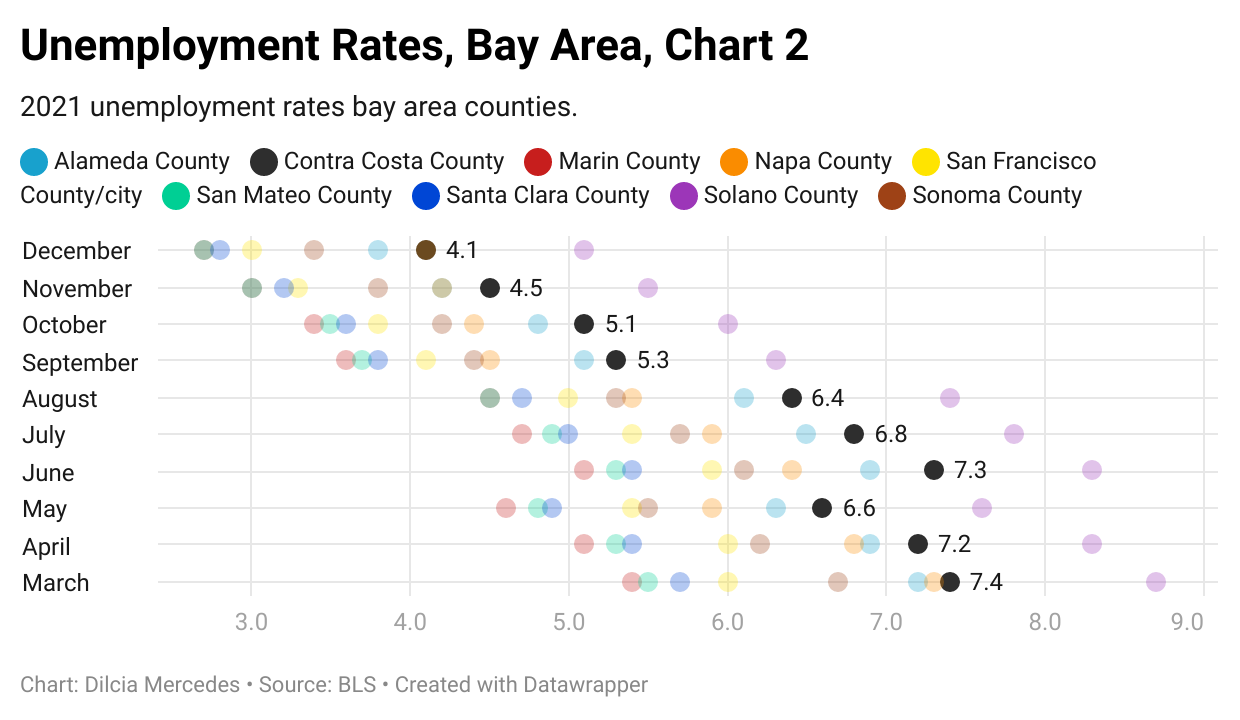 Unemployment Rates, Bay Area, Chart 2
2021 unemployment rates bay area counties.
Alameda County Contra Costa County Marin County Napa County San Francisco
County/city San Mateo County Santa Clara County Solano County Sonoma County
December 4.1
November 4.5
October 5.1
September 5.3
August 6.4
July 6.8
June 7.3
May 6.6
April 7.2
March 7.4
3.0 4.0 5.0 6.0 7.0 8.0 9.0
Chart: Dilcia Mercedes • Source: BLS • Created with Datawrapper